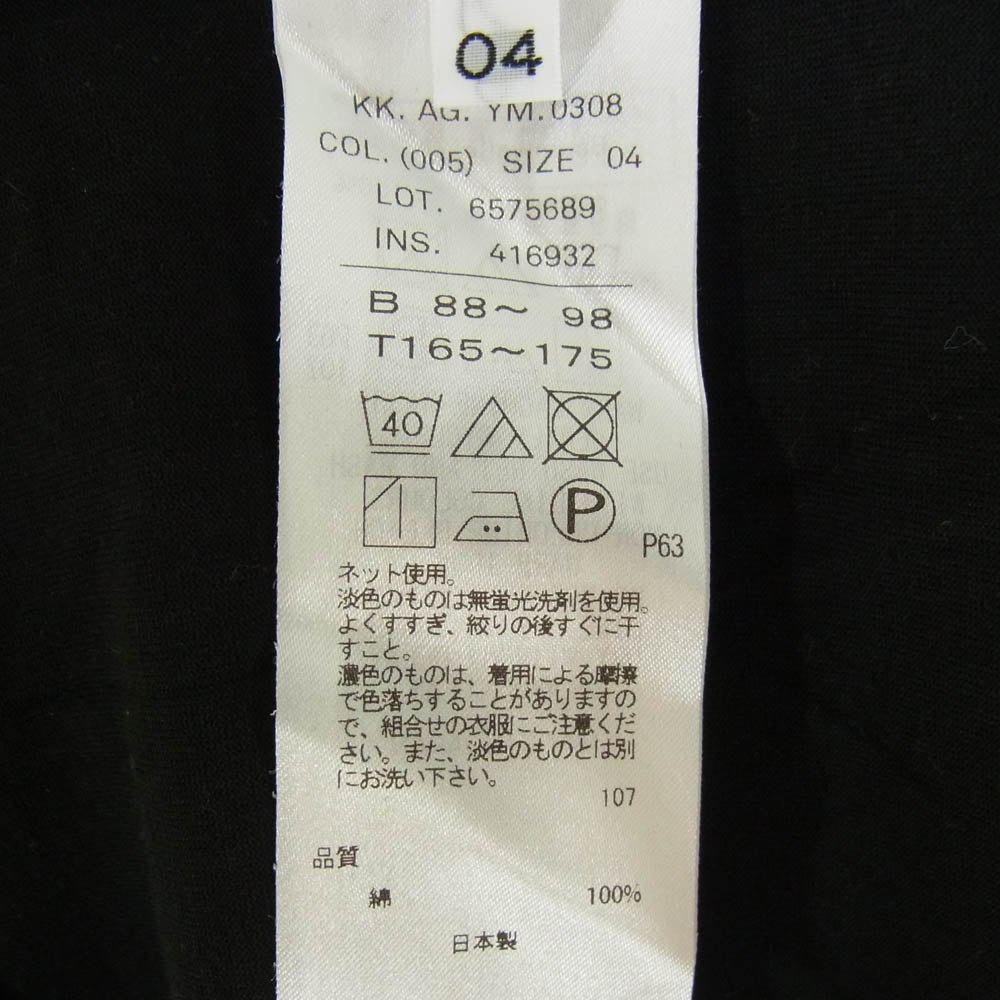 04
KK. AG. YM.0308
COL. (005) SIZE 04
LOT. 6575689
INS. 416932
B 88～ 98
T165～175
40
P
P63
ネット使用。
淡色のものは無蛍光洗剤を使用。
よくすすぎ、絞りの後すぐに干
すこと。
濃色のものは、着用による摩擦
で色落ちすることがありますの
で、組合せの衣服にご注意くだ
さい。また、淡色のものとは別
にお洗い下さい。
107
品質
綿 100%
日本製